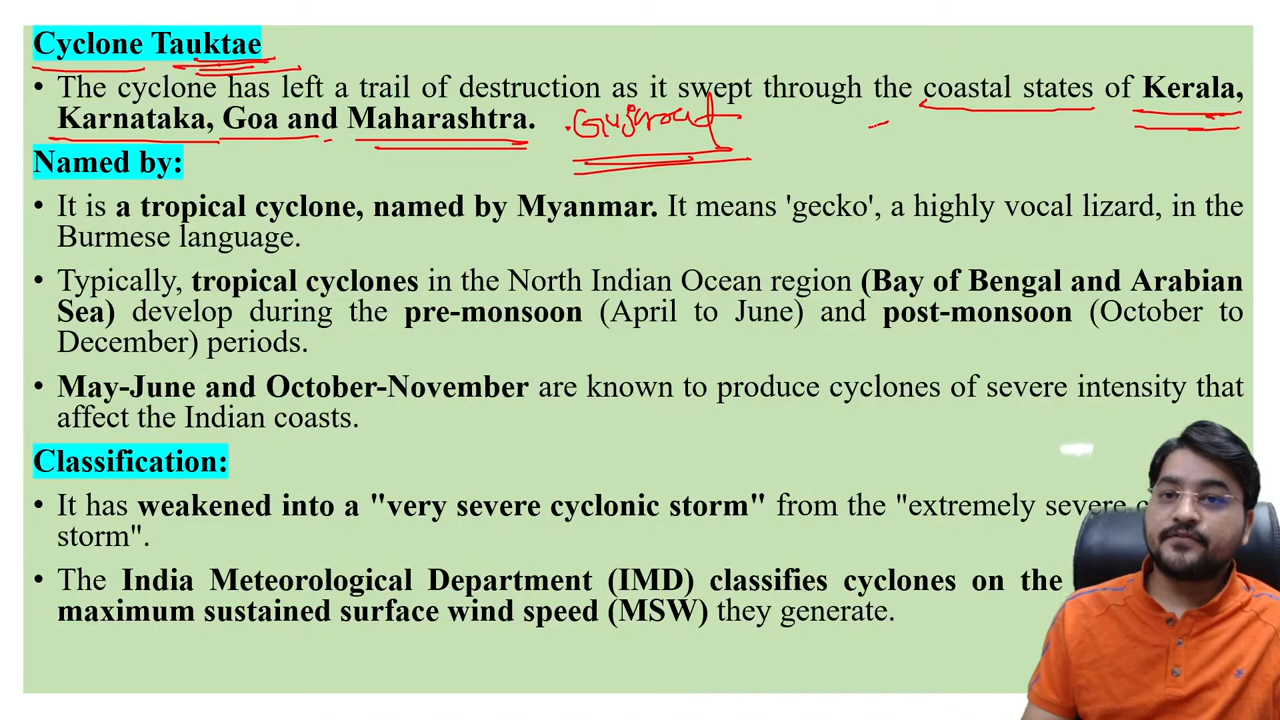 Cyclone Tauktae
• The cyclone has left a trail of destruction as it swept through the coastal states of Kerala,
Karnataka, Goa and Maharashtra. Gujarat
Named by:
• It is a tropical cyclone, named by Myanmar. It means 'gecko', a highly vocal lizard, in the
Burmese language.
• Typically, tropical cyclones in the North Indian Ocean region (Bay of Bengal and Arabian
Sea) develop during the pre-monsoon (April to June) and post-monsoon (October to
December) periods.
• May-June and October-November are known to produce cyclones of severe intensity that
affect the Indian coasts.
Classification:
• It has weakened into a "very severe cyclonic storm" from the "extremely severe
storm".
• The India Meteorological Department (IMD) classifies cyclones on the
maximum sustained surface wind speed (MSW) they generate.